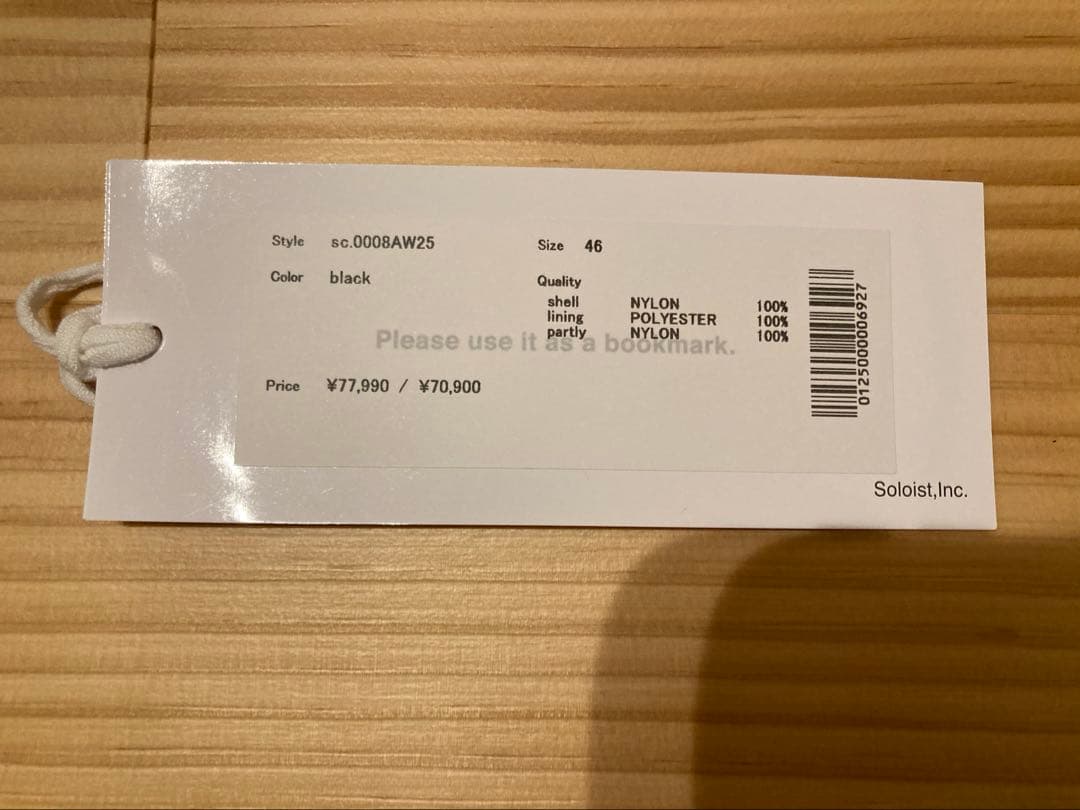 Style sc.0008AW25
Size 46
Color black
Quality
shell NYLON 100%
lining POLYESTER 100%
partly NYLON 100%
Please use it as a bookmark.
Price ¥77,990 / ¥70,900
0125000006927
Soloist,Inc.